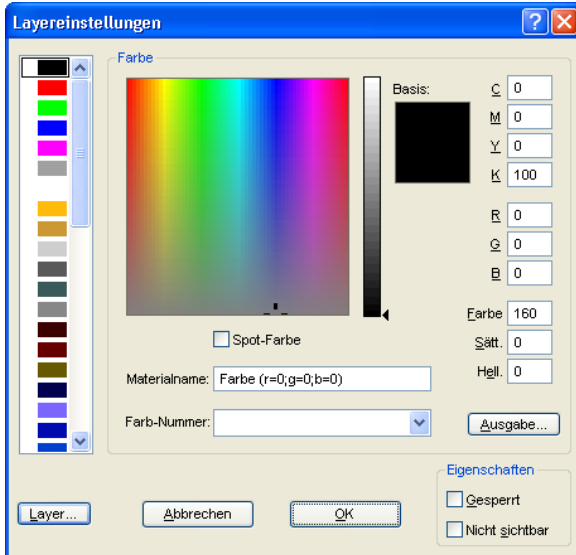 Layereinstellungen
Farbe
Basis:
C 0
M 0
Y 0
K 100
R 0
G 0
B 0
Farbe 160
Sätt. 0
Hell. 0
Spot-Farbe
Materialname: Farbe (r=0;g=0;b=0)
Farb-Nummer:
Ausgabe...
Eigenschaften
Gesperrt
Nicht sichtbar
Layer...
Abbrechen
OK